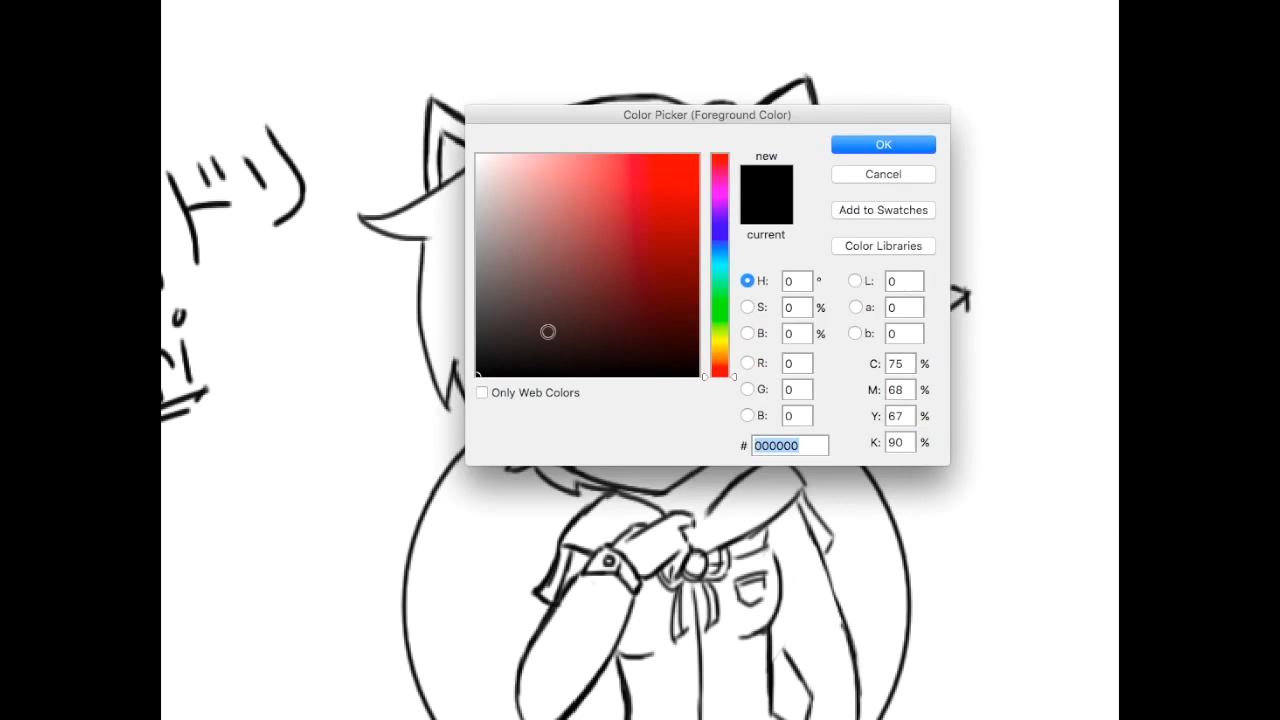 Color Picker (Foreground Color)
new
current
OK
Cancel
Add to Swatches
Color Libraries
H: 0 °
S: 0 %
B: 0 %
R: 0
G: 0
B: 0
# 000000
L: 0
a: 0
b: 0
C: 75 %
M: 68 %
Y: 67 %
K: 90 %
Only Web Colors
ドリ